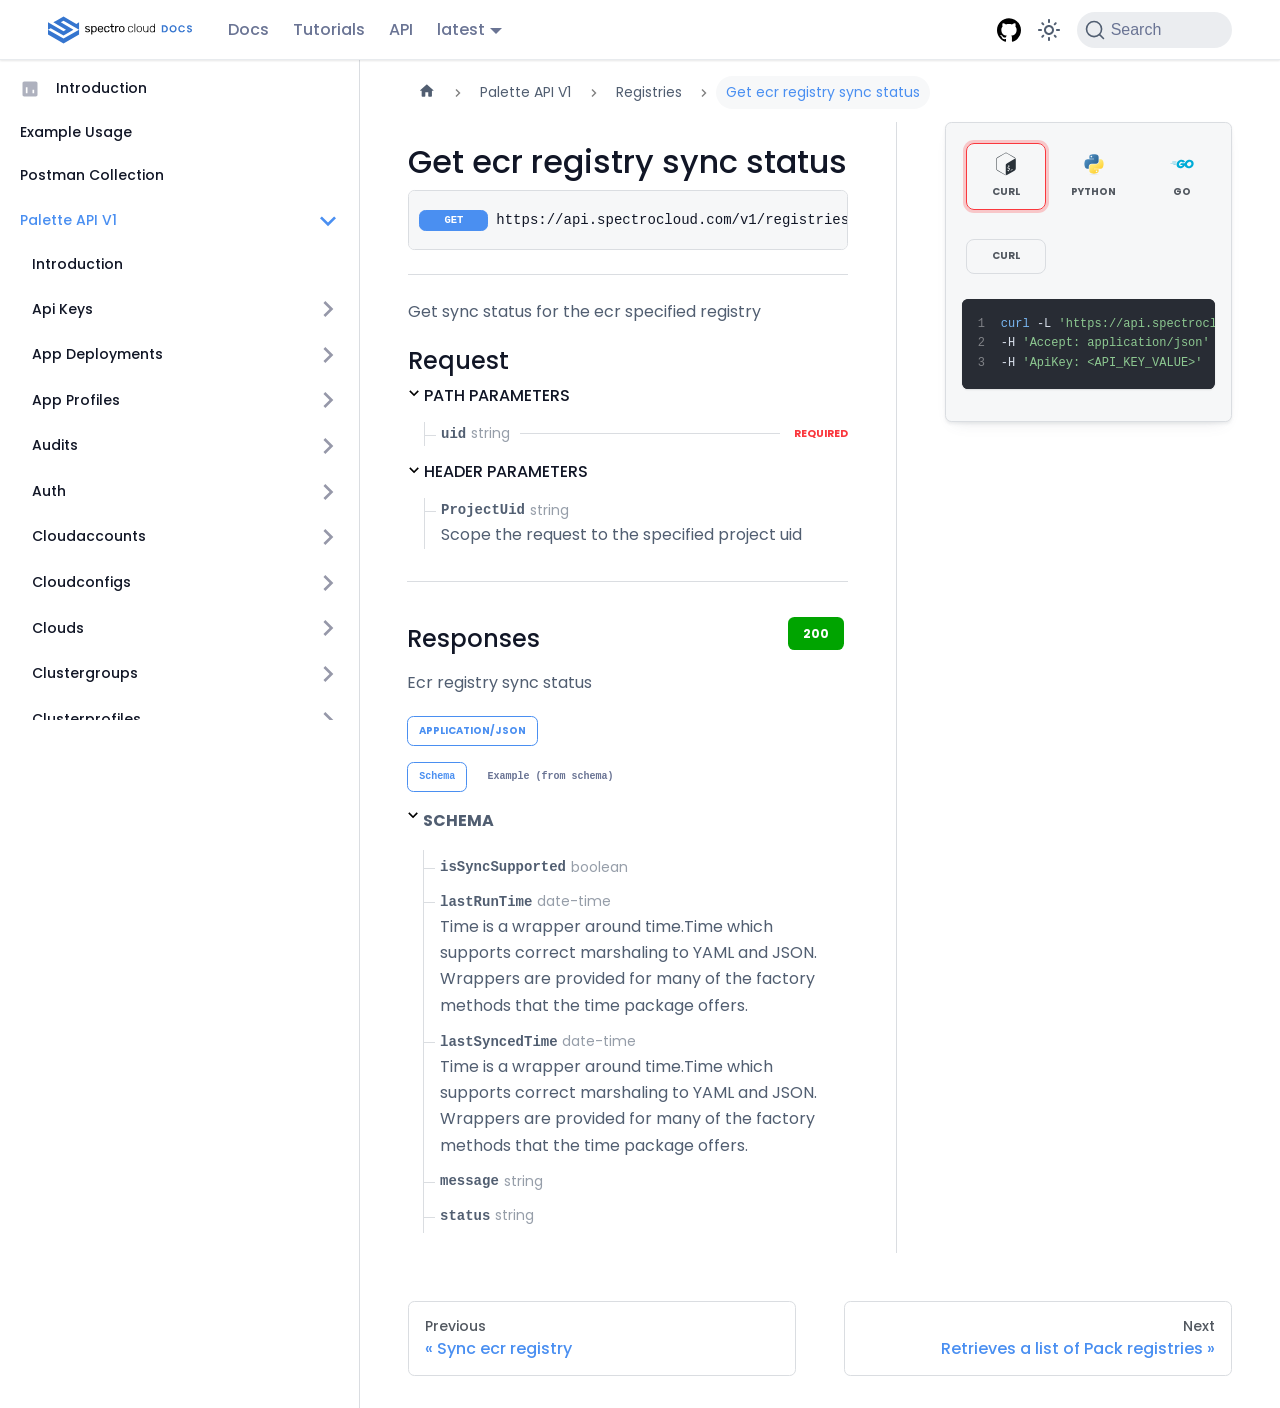 spectro cloud DOCS
Docs
Tutorials
API
latest
Search
Introduction
Example Usage
Postman Collection
Palette API V1
Introduction
Api Keys
App Deployments
App Profiles
Audits
Auth
Cloudaccounts
Cloudconfigs
Clouds
Clustergroups
Clusterprofiles
Palette API V1
Registries
Get ecr registry sync status
Get ecr registry sync status
GET https://api.spectrocloud.com/v1/registries
Get sync status for the ecr specified registry
Request
PATH PARAMETERS
uid string REQUIRED
HEADER PARAMETERS
ProjectUid string
Scope the request to the specified project uid
Responses
200
Ecr registry sync status
APPLICATION/JSON
Schema
Example (from schema)
SCHEMA
isSyncSupported boolean
lastRunTime date-time
Time is a wrapper around time.Time which
supports correct marshaling to YAML and JSON.
Wrappers are provided for many of the factory
methods that the time package offers.
lastSyncedTime date-time
Time is a wrapper around time.Time which
supports correct marshaling to YAML and JSON.
Wrappers are provided for many of the factory
methods that the time package offers.
message string
status string
CURL
PYTHON
GO
CURL
1 curl -L 'https://api.spectrocl
2 -H 'Accept: application/json'
3 -H 'ApiKey: <API_KEY_VALUE>'
Previous
« Sync ecr registry
Next
Retrieves a list of Pack registries »